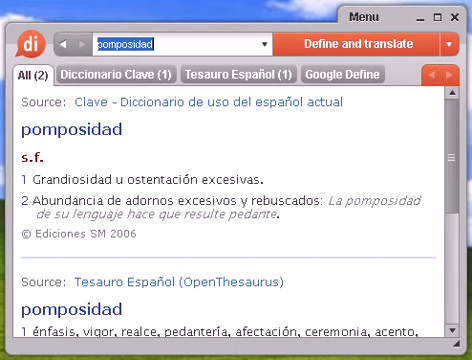 Menu
di
pomposidad
Define and translate
All (2)
Diccionario Clave (1)
Tesauro Español (1)
Google Define
Source: Clave - Diccionario de uso del español actual
pomposidad
s.f.
1 Grandiosidad u ostentación excesivas.
2 Abundancia de adornos excesivos y rebuscados: La pomposidad
de su lenguaje hace que resulte pedante.
© Ediciones SM 2006
Source: Tesauro Español (OpenThesaurus)
pomposidad
1 énfasis, vigor, realce, pedantería, afectación, ceremonia, acento,